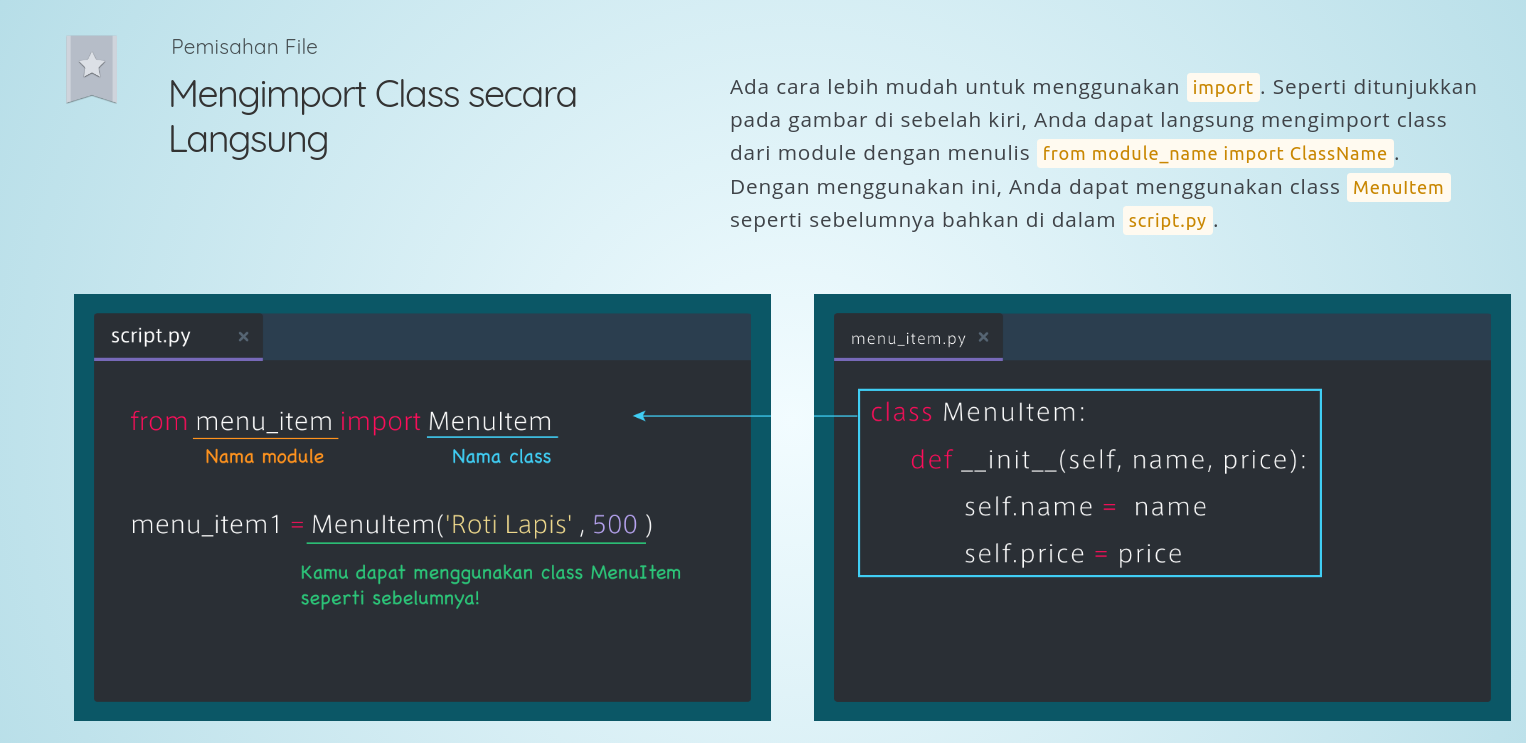 Pemisahan File
Mengimport Class secara
Langsung
Ada cara lebih mudah untuk menggunakan import. Seperti ditunjukkan
pada gambar di sebelah kiri, Anda dapat langsung mengimport class
dari module dengan menulis from module_name import ClassName.
Dengan menggunakan ini, Anda dapat menggunakan class MenuItem
seperti sebelumnya bahkan di dalam script.py.
script.py ×
from menu_item import MenuItem
Nama module Nama class
menu_item1 = MenuItem('Roti Lapis' , 500 )
Kamu dapat menggunakan class MenuItem
seperti sebelumnya!
menu_item.py ×
class MenuItem:
def __init__(self, name, price):
self.name = name
self.price = price